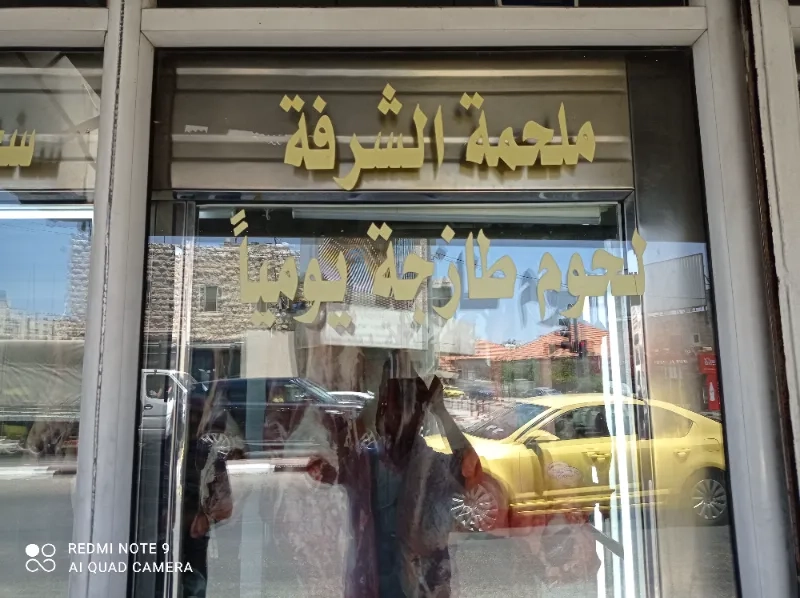 ملحمة الشرفة
لحوم طازجة يومياً
REDMI NOTE 9
AI QUAD CAMERA